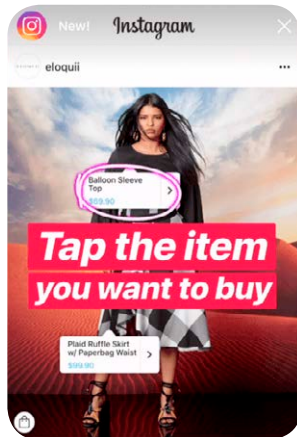 New!
Instagram
eloquii
Balloon Sleeve
Top
$69.90
Tap the item
you want to buy
Plaid Ruffle Skirt
w/ Paperbag Waist
$99.90